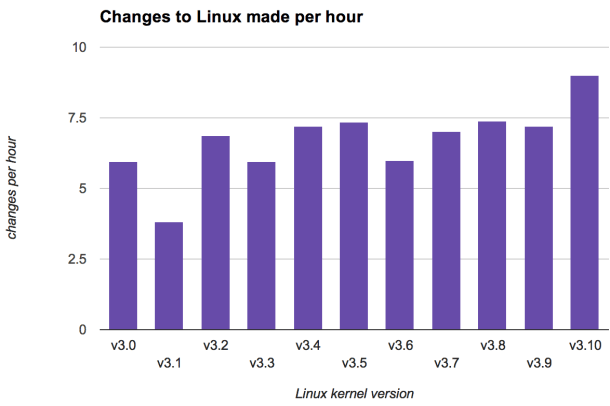 Changes to Linux made per hour
10
7.5
5
2.5
0
changes per hour
v3.0 v3.2 v3.4 v3.6 v3.8 v3.10
v3.1 v3.3 v3.5 v3.7 v3.9
Linux kernel version